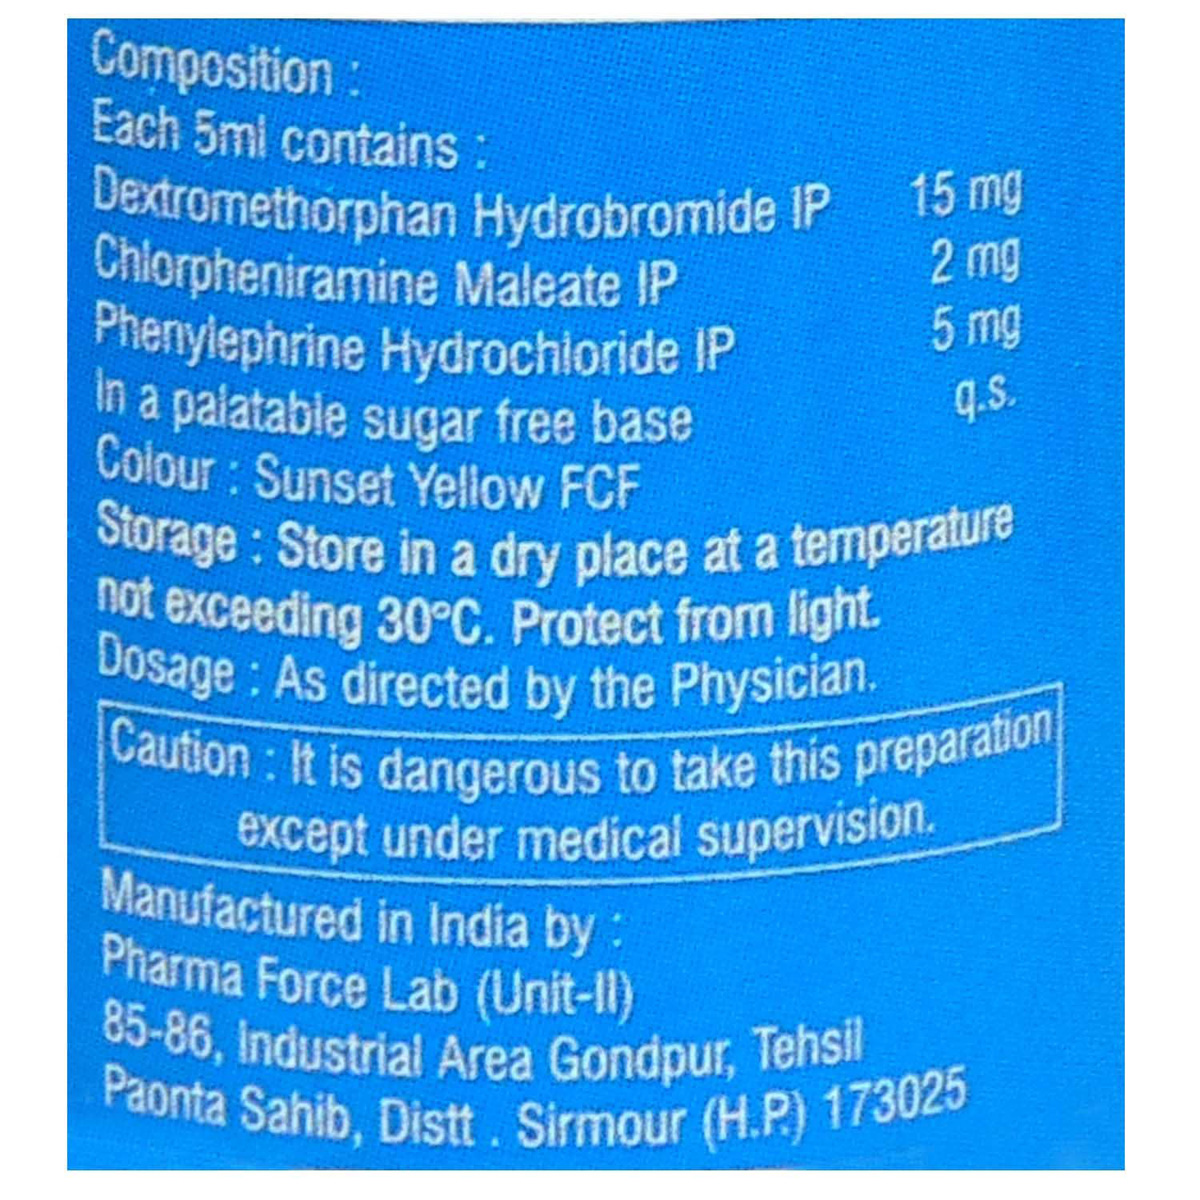 Composition :
Each 5ml contains :
Dextromethorphan Hydrobromide IP 15 mg
Chlorpheniramine Maleate IP 2 mg
Phenylephrine Hydrochloride IP 5 mg
In a palatable sugar free base q.s.
Colour : Sunset Yellow FCF
Storage : Store in a dry place at a temperature
not exceeding 30°C. Protect from light.
Dosage : As directed by the Physician.
Caution : It is dangerous to take this preparation
except under medical supervision.
Manufactured in India by :
Pharma Force Lab (Unit-II)
85-86, Industrial Area Gondpur, Tehsil
Paonta Sahib, Distt . Sirmour (H.P.) 173025